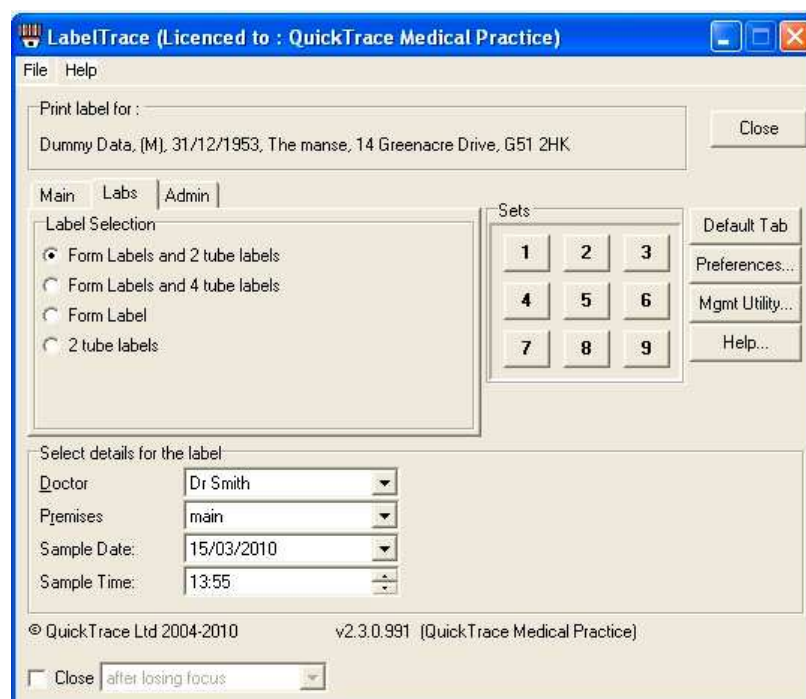 LabelTrace (Licenced to : QuickTrace Medical Practice)
File Help
Print label for :
Dummy Data, (M), 31/12/1953, The manse, 14 Greenacre Drive, G51 2HK
Close
Main Labs Admin
Label Selection
Form Labels and 2 tube labels
Form Labels and 4 tube labels
Form Label
2 tube labels
Sets
1 2 3
4 5 6
7 8 9
Default Tab
Preferences...
Mgmt Utility...
Help...
Select details for the label
Doctor Dr Smith
Premises main
Sample Date: 15/03/2010
Sample Time: 13:55
© QuickTrace Ltd 2004-2010 v2.3.0.991 (QuickTrace Medical Practice)
Close after losing focus